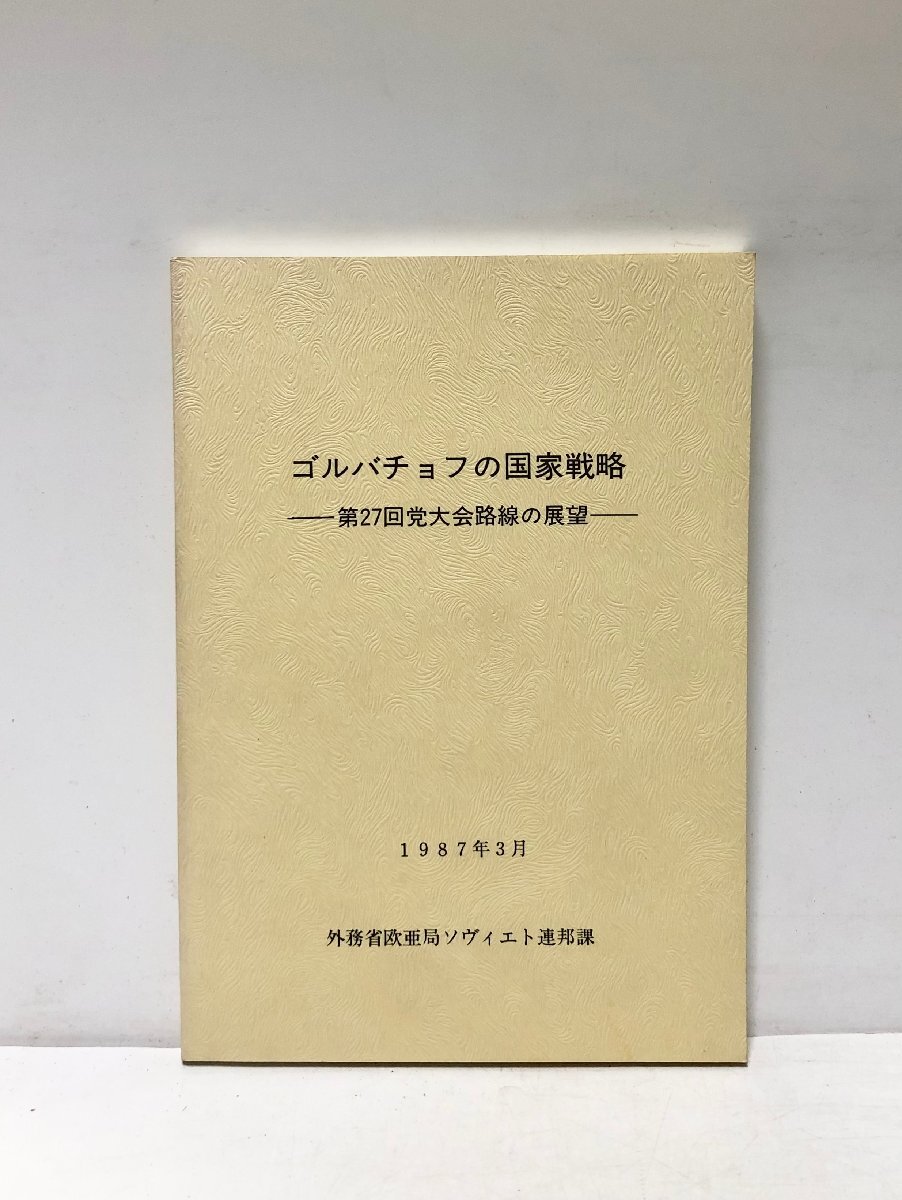 ゴルバチョフの国家戦略
――第27回党大会路線の展望――
1987年3月
外務省欧亜局ソヴィエト連邦課